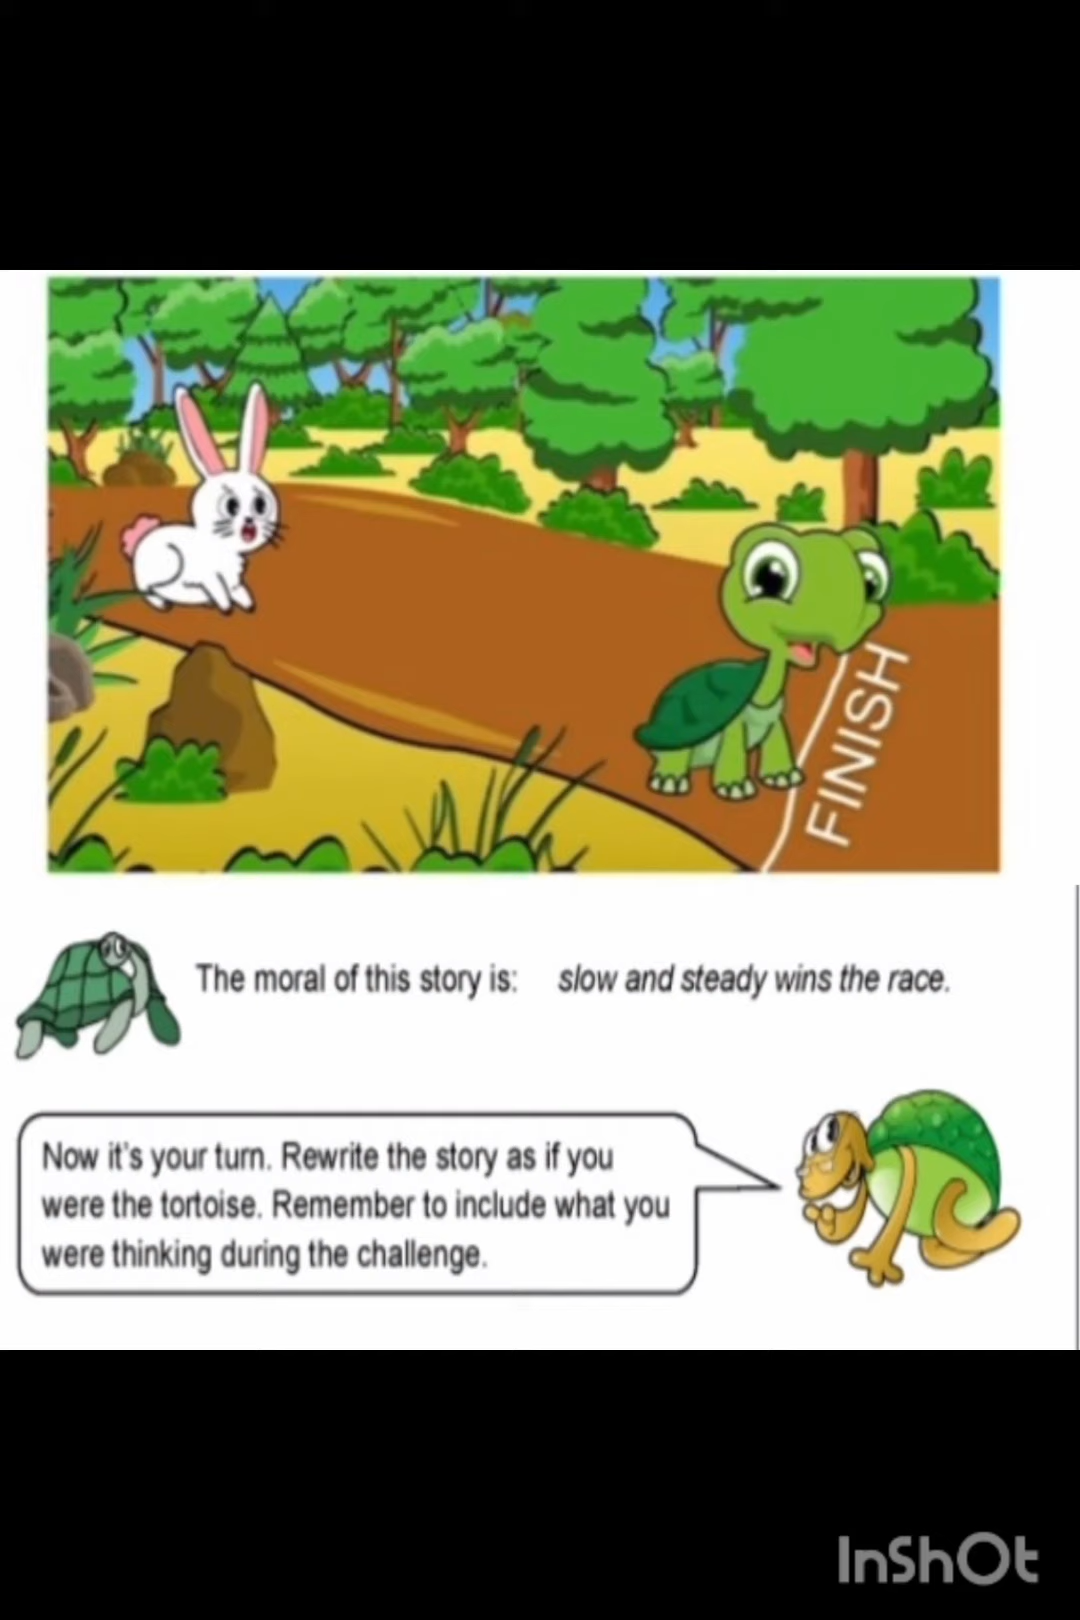 FINISH
The moral of this story is: slow and steady wins the race.
Now it's your turn. Rewrite the story as if you
were the tortoise. Remember to include what you
were thinking during the challenge.
InShOt